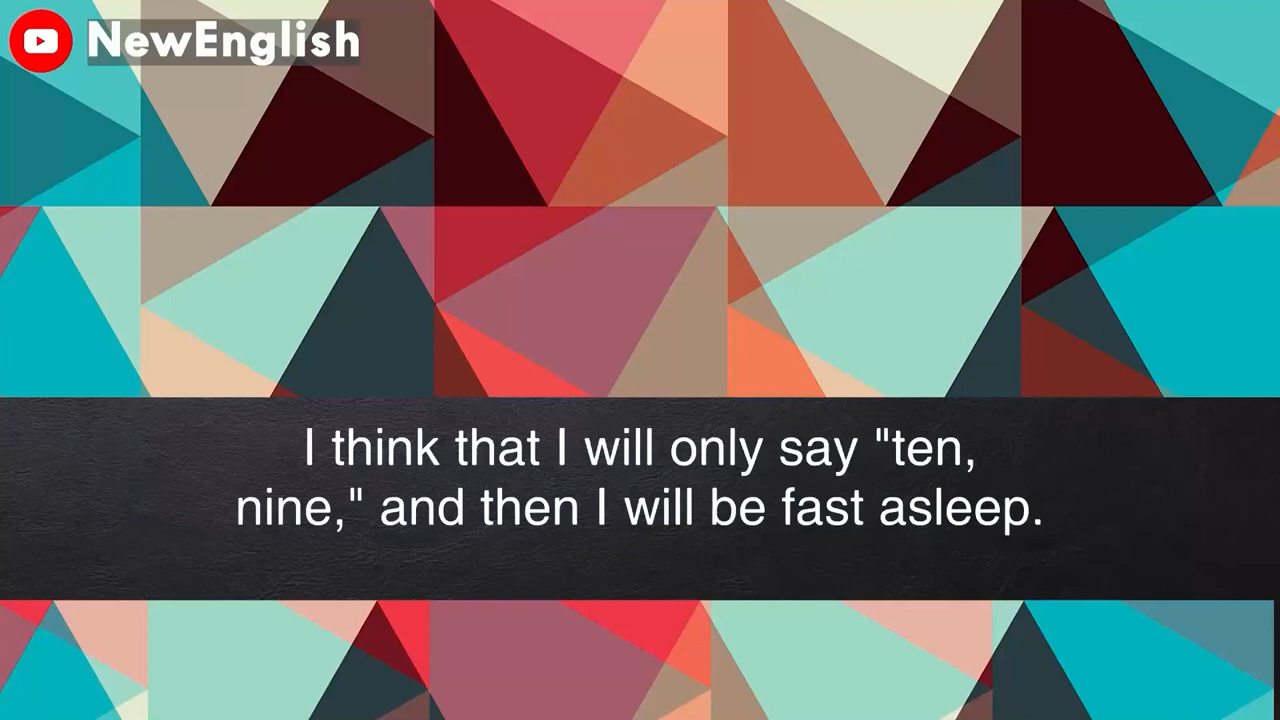 NewEnglish
I think that I will only say "ten,
nine," and then I will be fast asleep.